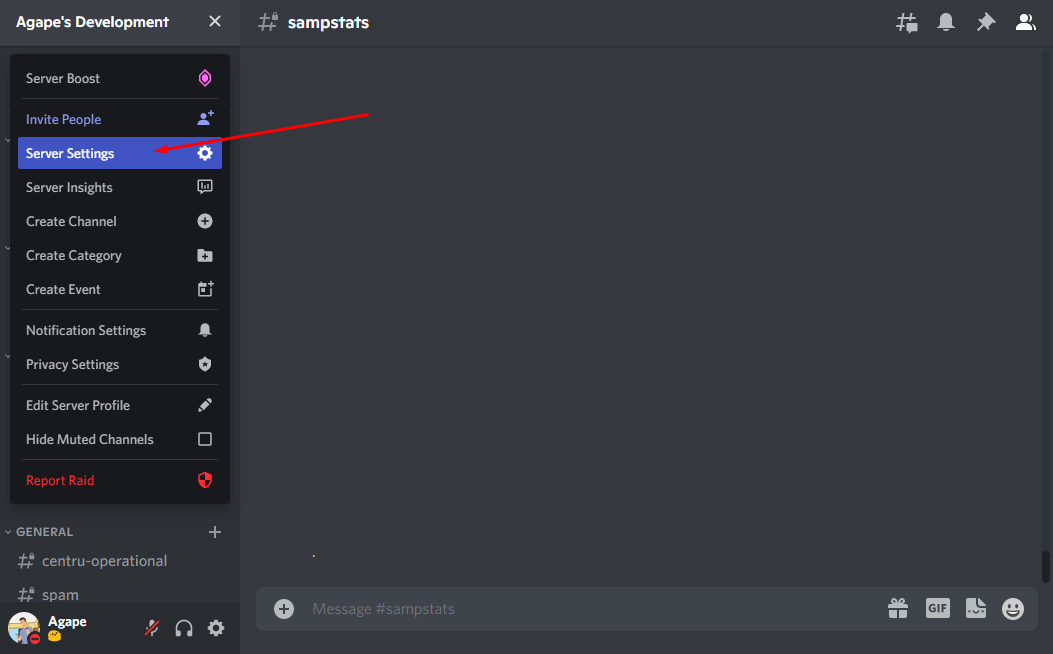 Agape's Development
sampstats
Server Boost
Invite People
Server Settings
Server Insights
Create Channel
Create Category
Create Event
Notification Settings
Privacy Settings
Edit Server Profile
Hide Muted Channels
Report Raid
GENERAL
centru-operational
spam
Agape
.
Message #sampstats
GIF